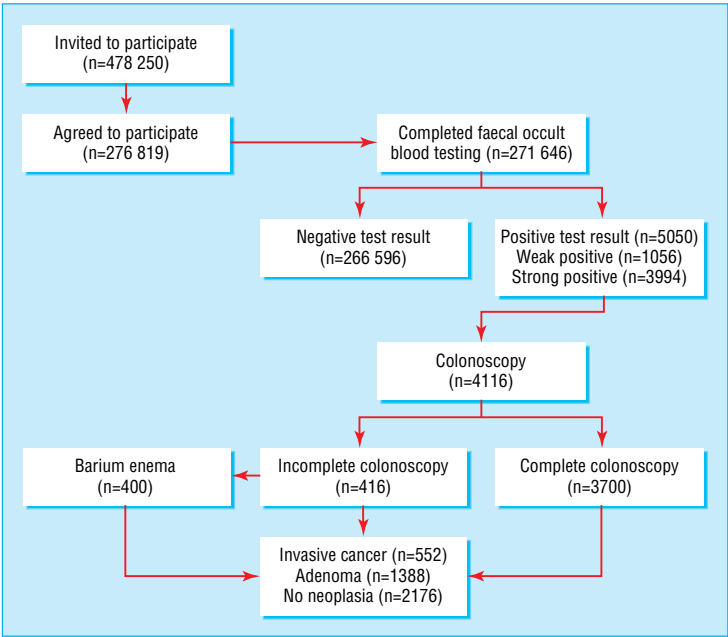 Invited to participate
(n=478 250)
Agreed to participate
(n=276 819)
Completed faecal occult
blood testing (n=271 646)
Negative test result
(n=266 596)
Positive test result (n=5050)
Weak positive (n=1056)
Strong positive (n=3994)
Colonoscopy
(n=4116)
Barium enema
(n=400)
Incomplete colonoscopy
(n=416)
Complete colonoscopy
(n=3700)
Invasive cancer (n=552)
Adenoma (n=1388)
No neoplasia (n=2176)